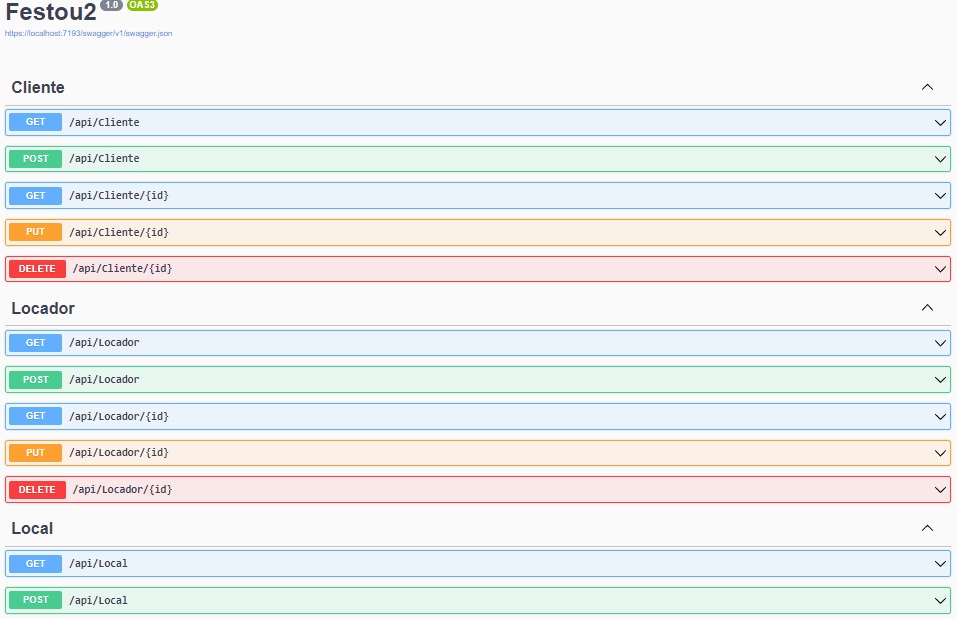 Festou2 1.0 OAS3
https://localhost:7193/swagger/v1/swagger.json
Cliente
GET /api/Cliente
POST /api/Cliente
GET /api/Cliente/{id}
PUT /api/Cliente/{id}
DELETE /api/Cliente/{id}
Locador
GET /api/Locador
POST /api/Locador
GET /api/Locador/{id}
PUT /api/Locador/{id}
DELETE /api/Locador/{id}
Local
GET /api/Local
POST /api/Local